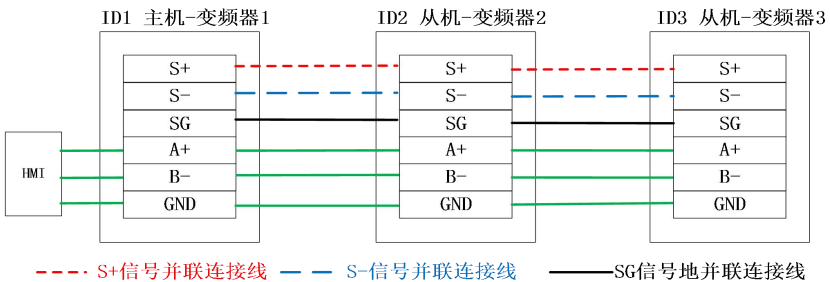 ID1 主机-变频器1 ID2 从机-变频器2 ID3 从机-变频器3
S+ S+ S+
S- S- S-
SG SG SG
A+ A+ A+
HMI B- B- B-
GND GND GND
S+信号并联连接线 S-信号并联连接线 SG信号地并联连接线